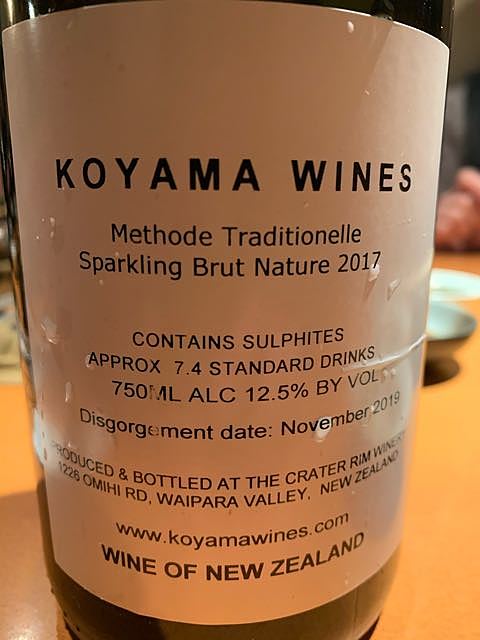 KOYAMA WINES
Methode Traditionelle
Sparkling Brut Nature 2017
CONTAINS SULPHITES
APPROX 7.4 STANDARD DRINKS
750ML ALC 12.5% BY VOL
Disgorgement date: November 2019
PRODUCED & BOTTLED AT THE CRATER RIM WINERY
1226 OMIHI RD, WAIPARA VALLEY, NEW ZEALAND
www.koyamawines.com
WINE OF NEW ZEALAND